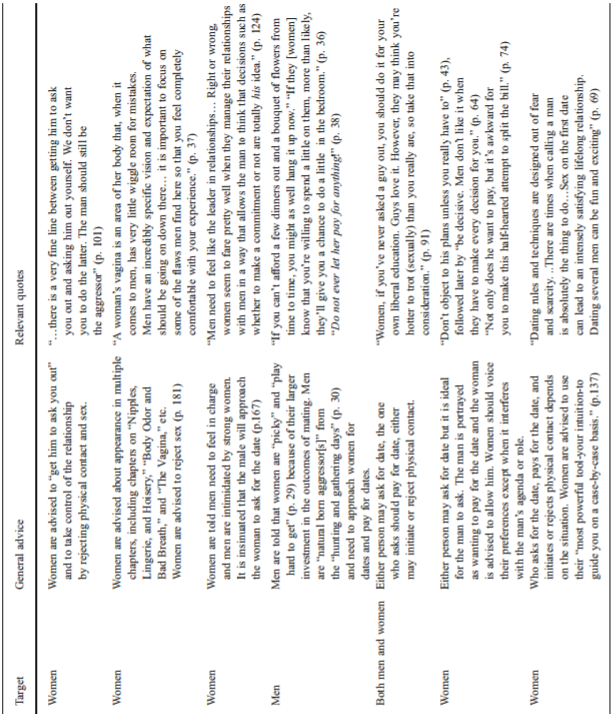 Target
General advice
Relevant quotes
Women
Women are advised to “get him to ask you out”
and to take control of the relationship
by rejecting physical contact and sex.
“…there is a very fine line between getting him to ask
you out and asking him out yourself. We don’t want
you to do the latter. The man should still be
the aggressor” (p. 101)
Women
Women are advised about appearance in multiple
chapters, including chapters on “Nipples,
Lingerie, and Hosiery,” “Body Odor and
Bad Breath,” and “The Vagina,” etc.
Women are advised to reject sex (p. 181)
“A woman’s vagina is an area of her body that, when it
comes to men, has very little wiggle room for mistakes.
Men have an incredibly specific vision and expectation of what
should be going on down there… it is important to focus on
some of the flaws men find here so that you feel completely
comfortable with your experience.” (p. 37)
Women
Women are told men need to feel in charge
and men are intimidated by strong women.
It is insinuated that the male will approach
the woman to ask for the date (p.167)
“Men need to feel like the leader in relationships… Right or wrong,
women seem to fare pretty well when they manage their relationships
with men in a way that allows the man to think that decisions such as
whether to make a commitment or not are totally his idea.” (p. 124)
Men
Men are told that women are “picky” and “play
hard to get” (p. 29) because of their larger
investment in the outcomes of mating. Men
are “natural born aggressor[s]” from
the “hunting and gathering days” (p. 30)
and need to approach women for
dates and pay for dates.
“If you can’t afford a few dinners out and a bouquet of flowers from
time to time, you might as well hang it up now.” “If they [women]
know that you’re willing to spend a little on them, more than likely,
they’ll give you a chance to do a little in the bedroom.” (p. 36)
“Do not ever let her pay for anything!” (p. 38)
Both men and women
Either person may ask for date, the one
who asks should pay for date, either
may initiate or reject physical contact.
“Women, if you’ve never asked a guy out, you should do it for your
own liberal education. Guys love it. However, they may think you’re
hotter to trot (sexually) than you really are, so take that into
consideration.” (p. 91)
Women
Either person may ask for date but it is ideal
for the man to ask. The man is portrayed
as wanting to pay for the date and the woman
is advised to allow him. Women should voice
their preferences except when it interferes
with the man’s agenda or role.
“Don’t object to his plans unless you really have to” (p. 43),
followed later by “be decisive. Men don’t like it when
they have to make every decision for you.” (p. 64)
“Not only does he want to pay, but it’s awkward for
you to make this half-hearted attempt to split the bill.” (p. 74)
Women
Who asks for the date, pays for the date, and
initiates or rejects physical contact depends
on the situation. Women are advised to use
their “most powerful tool-your intuition-to
guide you on a case-by-case basis.” (p.137)
“Dating rules and techniques are designed out of fear
and scarcity…There are times when calling a man
is absolutely the thing to do…Sex on the first date
can lead to an intensely satisfying lifelong relationship.
Dating several men can be fun and exciting” (p. 69)